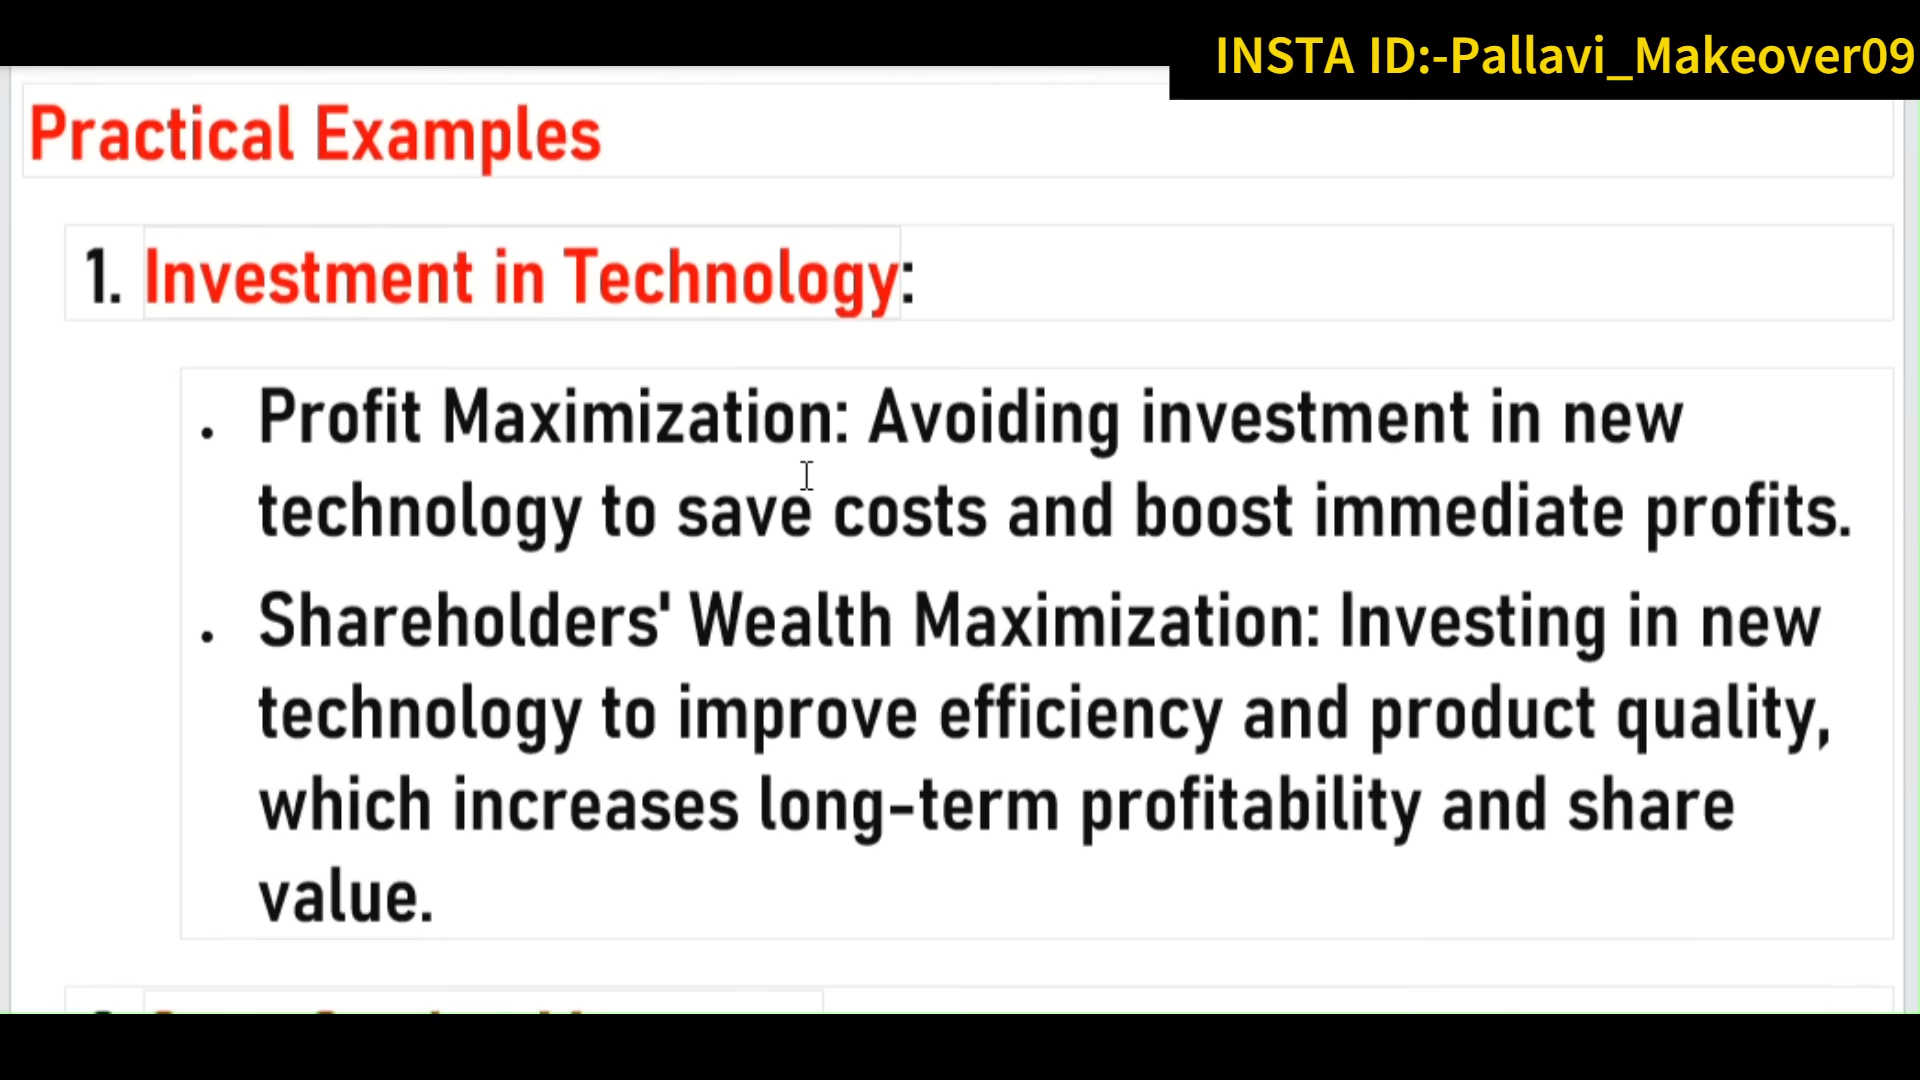 INSTA ID:-Pallavi_Makeover09
Practical Examples
1. Investment in Technology:
. Profit Maximization: Avoiding investment in new
technology to save costs and boost immediate profits.
. Shareholders' Wealth Maximization: Investing in new
technology to improve efficiency and product quality,
which increases long-term profitability and share
value.